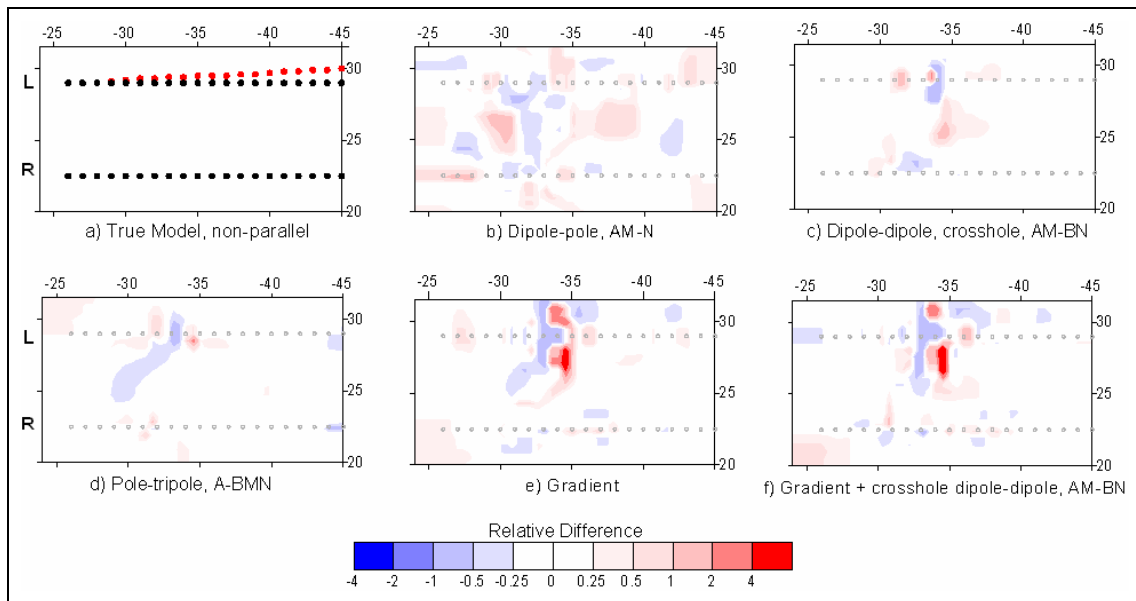 -25 -30 -35 -40 -45
-25 -30 -35 -40 -45
-25 -30 -35 -40 -45
L
R
30
25
20
30
25
20
30
25
20
a) True Model, non-parallel
b) Dipole-pole, AM-N
c) Dipole-dipole, crosshole, AM-BN
-25 -30 -35 -40 -45
-25 -30 -35 -40 -45
-25 -30 -35 -40 -45
L
R
30
25
20
30
25
20
30
25
20
d) Pole-tripole, A-BMN
e) Gradient
f) Gradient + crosshole dipole-dipole, AM-BN
Relative Difference
-4 -2 -1 -0.5 -0.25 0 0.25 0.5 1 2 4